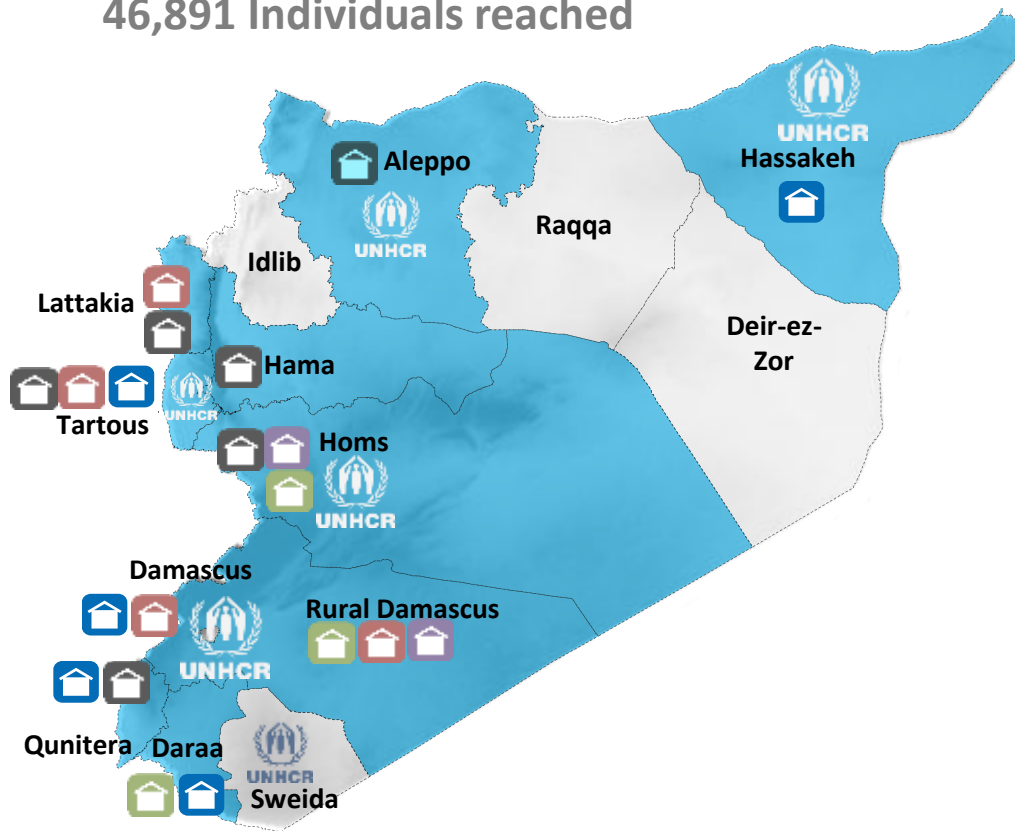 46,891 Individuals reached
UNHCR
Hassakeh
Aleppo
UNHCR
Raqqa
Idlib
Lattakia
Deir-ez-
Zor
Hama
UNHCR
Tartous
Homs
UNHCR
Damascus
Rural Damascus
UNHCR
Qunitera
Daraa
UNHCR
Sweida